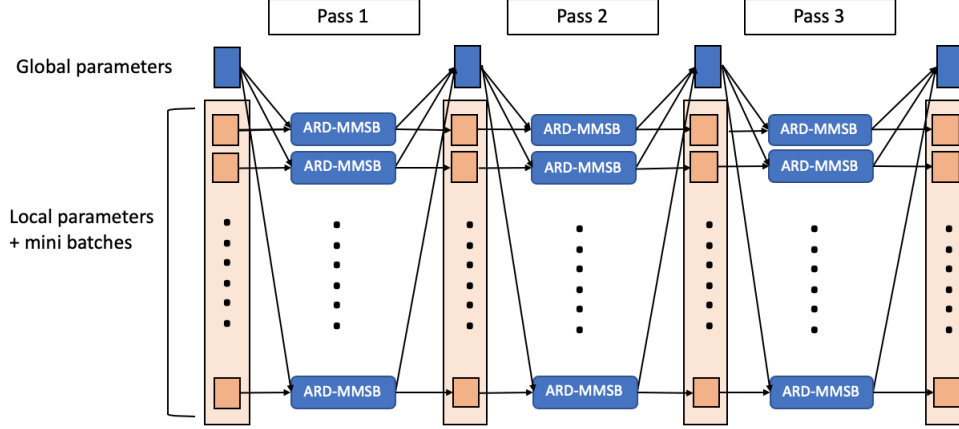 Pass 1
Pass 2
Pass 3
Global parameters
ARD-MMSB
ARD-MMSB
ARD-MMSB
ARD-MMSB
ARD-MMSB
ARD-MMSB
Local parameters
+ mini batches
ARD-MMSB
ARD-MMSB
ARD-MMSB